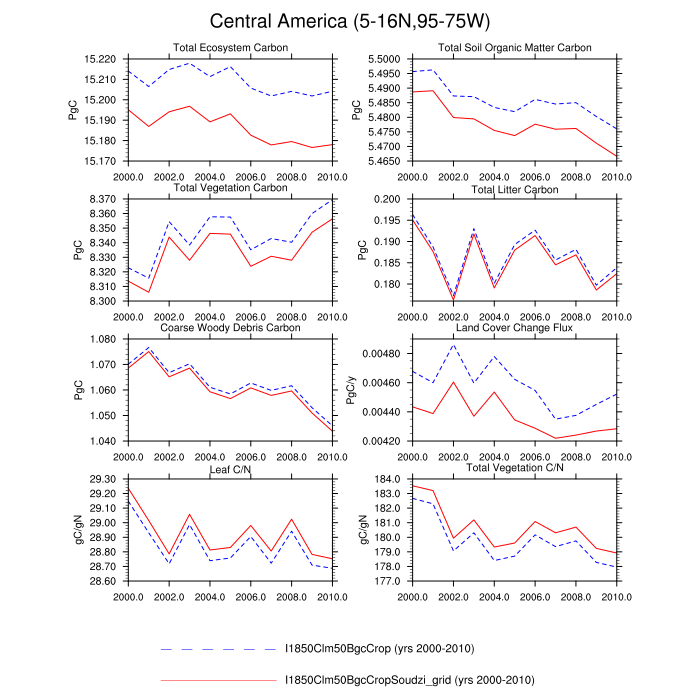 Central America (5-16N,95-75W)
Total Ecosystem Carbon
PgC
15.220
15.210
15.200
15.190
15.180
15.170
2000.0 2002.0 2004.0 2006.0 2008.0 2010.0
Total Soil Organic Matter Carbon
PgC
5.5000
5.4950
5.4900
5.4850
5.4800
5.4750
5.4700
5.4650
2000.0 2002.0 2004.0 2006.0 2008.0 2010.0
Total Vegetation Carbon
PgC
8.370
8.360
8.350
8.340
8.330
8.320
8.310
8.300
2000.0 2002.0 2004.0 2006.0 2008.0 2010.0
Total Litter Carbon
PgC
0.200
0.195
0.190
0.185
0.180
2000.0 2002.0 2004.0 2006.0 2008.0 2010.0
Coarse Woody Debris Carbon
PgC
1.080
1.070
1.060
1.050
1.040
2000.0 2002.0 2004.0 2006.0 2008.0 2010.0
Land Cover Change Flux
PgC/y
0.00480
0.00460
0.00440
0.00420
2000.0 2002.0 2004.0 2006.0 2008.0 2010.0
Leaf C/N
gC/gN
29.30
29.20
29.10
29.00
28.90
28.80
28.70
28.60
2000.0 2002.0 2004.0 2006.0 2008.0 2010.0
Total Vegetation C/N
gC/gN
184.0
183.0
182.0
181.0
180.0
179.0
178.0
177.0
2000.0 2002.0 2004.0 2006.0 2008.0 2010.0
I1850Clm50BgcCrop (yrs 2000-2010)
I1850Clm50BgcCropSoudzi_grid (yrs 2000-2010)